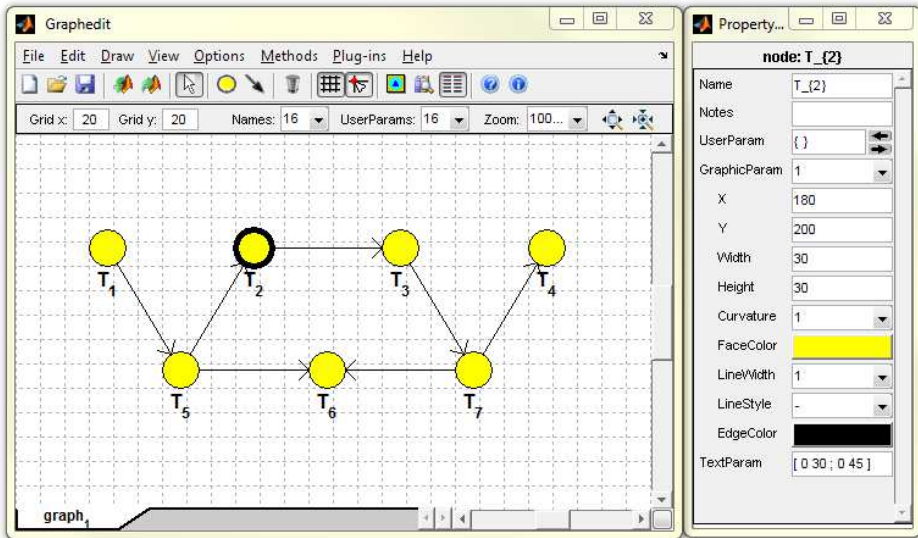 Graphedit
File Edit Draw View Options Methods Plug-ins Help
Grid x: 20 Grid y: 20 Names: 16 UserParams: 16 Zoom: 100...
T1
T2
T3
T4
T5
T6
T7
graph1
Property...
node: T_{2}
Name T_{2}
Notes
UserParam { }
GraphicParam 1
X 180
Y 200
Width 30
Height 30
Curvature 1
FaceColor
LineWidth 1
LineStyle -
EdgeColor
TextParam [ 0 30 ; 0 45 ]